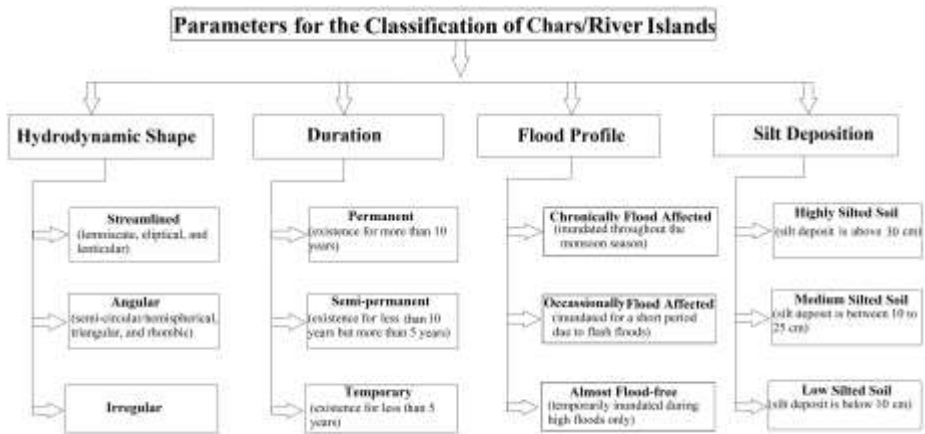 Parameters for the Classification of Chars/River Islands
Hydrodynamic Shape
Streamlined
(lemniscate, eliptical, and
lenticular)
Angular
(semi-circular/hemispherical,
triangular, and rhombic)
Irregular
Duration
Permanent
(existence for more than 10
years)
Semi-permanent
(existence for less than 10
years but more than 5 years)
Temporary
(existence for less than 5
years)
Flood Profile
Chronically Flood Affected
(inundated throughout the
monsoon season)
Occassionally Flood Affected
(inundated for a short period
due to flash floods)
Almost Flood-free
(temporarily inundated during
high floods only)
Silt Deposition
Highly Silted Soil
(silt deposit is above 30 cm)
Medium Silted Soil
(silt deposit is between 10 to
25 cm)
Low Silted Soil
(silt deposit is below 10 cm)